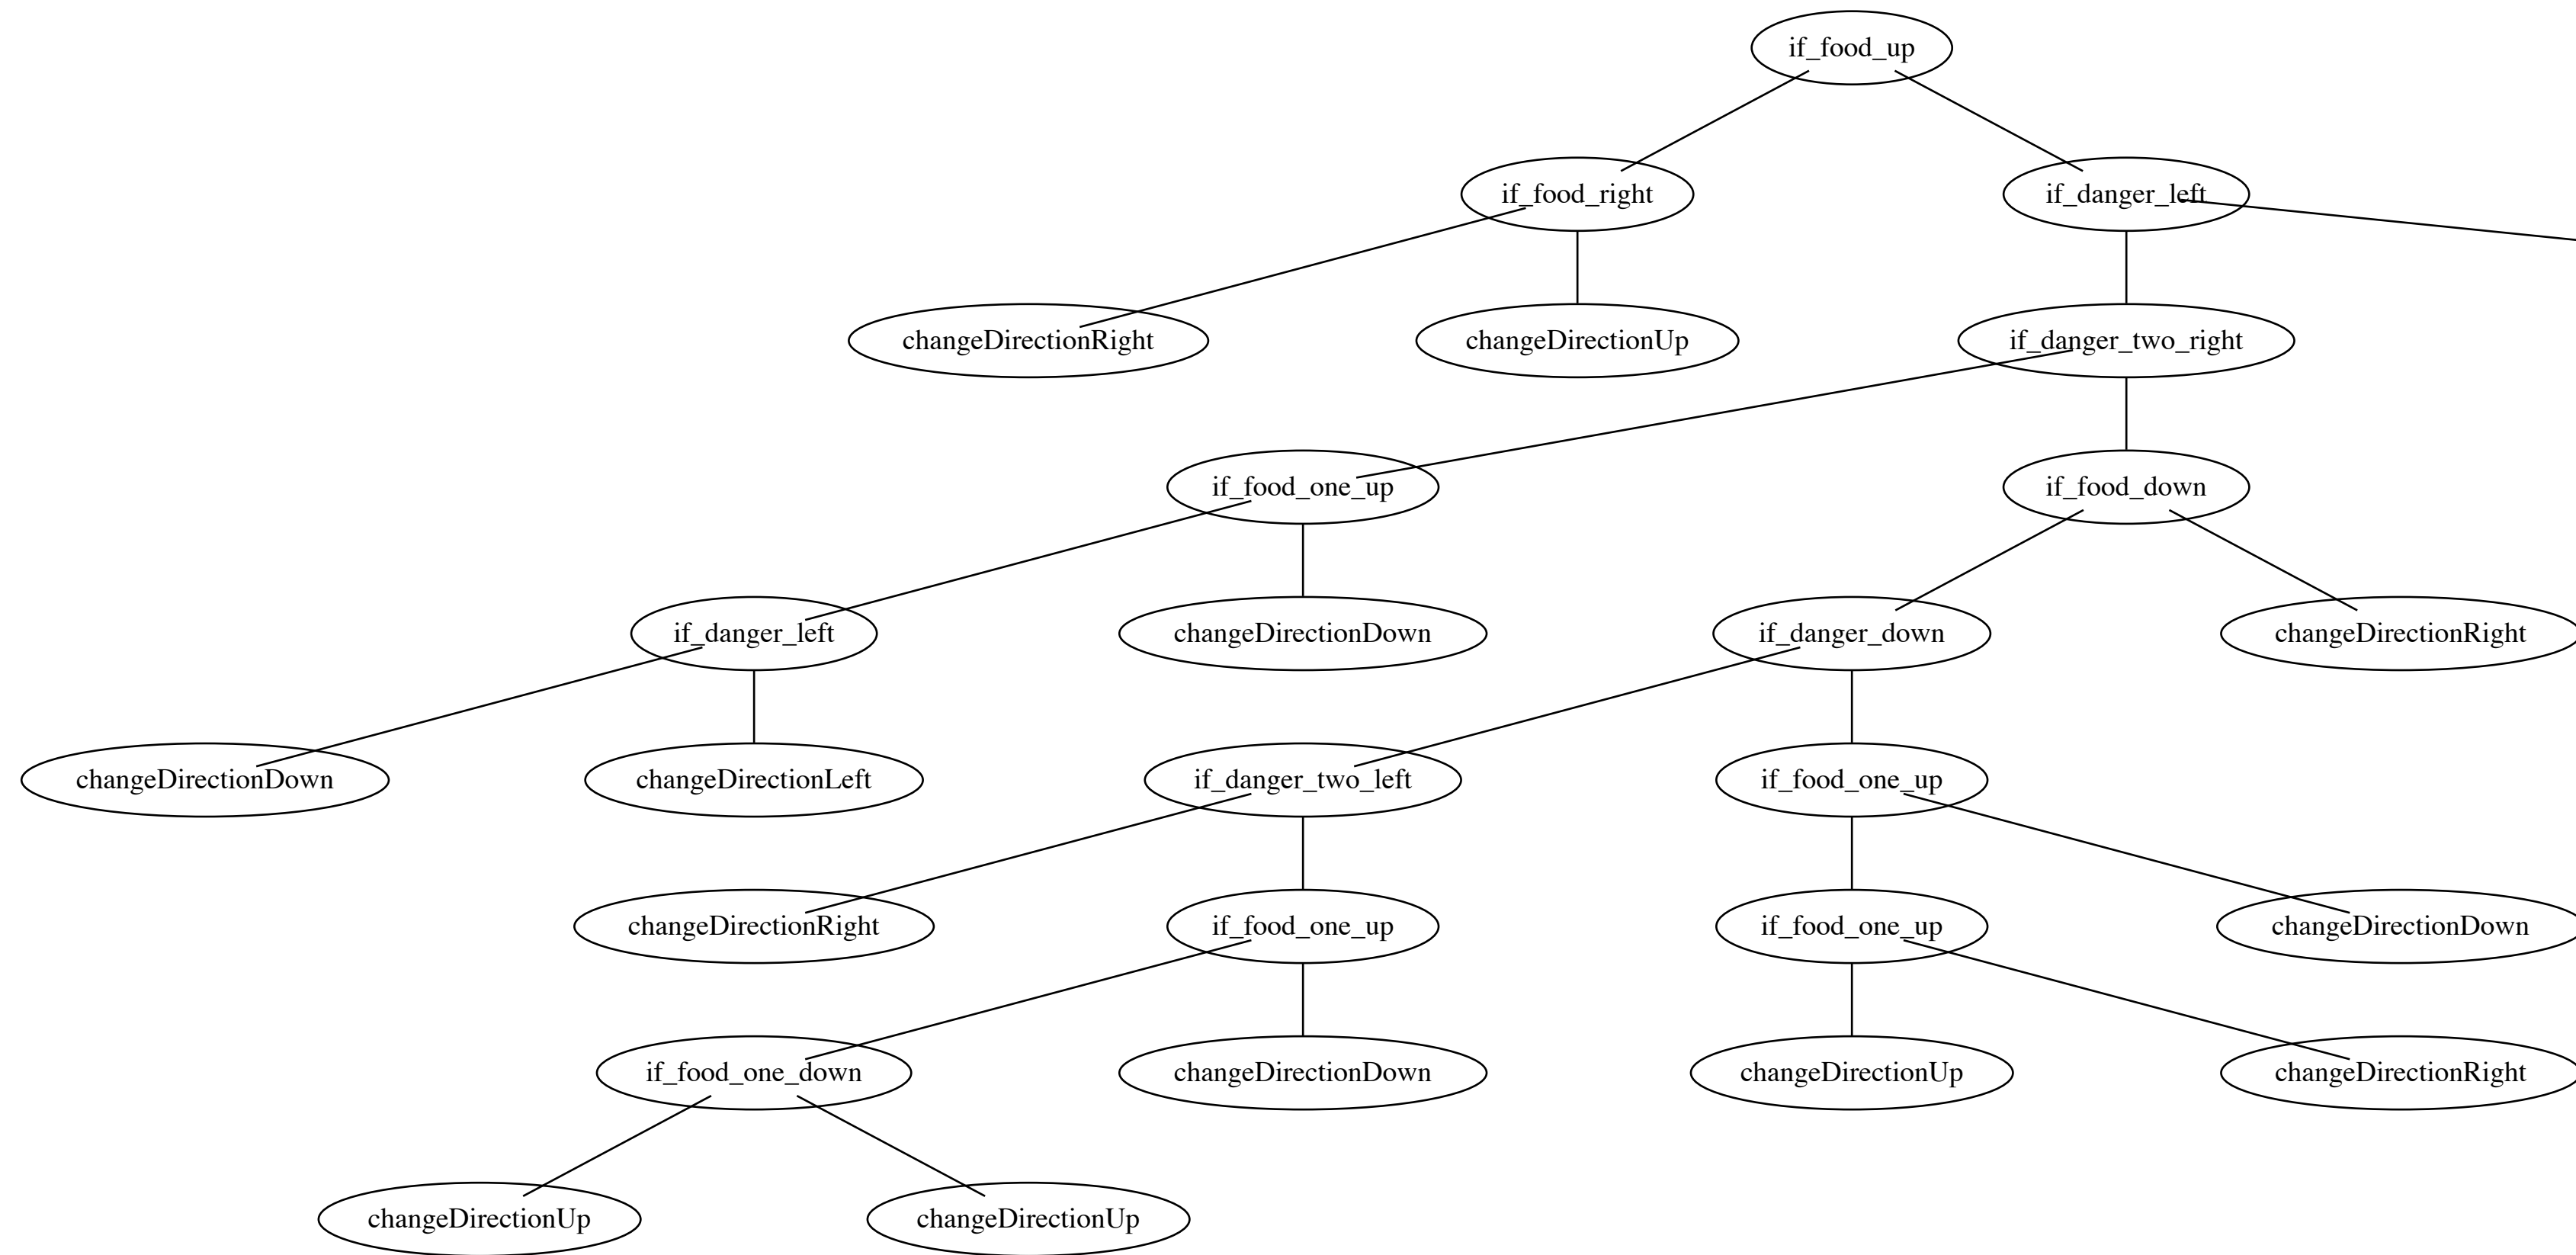 if_food_up
if_food_right
if_danger_left
changeDirectionRight
changeDirectionUp
if_danger_two_right
if_food_one_up
if_food_down
if_danger_left
changeDirectionDown
if_danger_down
changeDirectionRight
changeDirectionDown
changeDirectionLeft
if_danger_two_left
if_food_one_up
changeDirectionRight
if_food_one_up
if_food_one_up
changeDirectionDown
if_food_one_down
changeDirectionDown
changeDirectionUp
changeDirectionRight
changeDirectionUp
changeDirectionUp